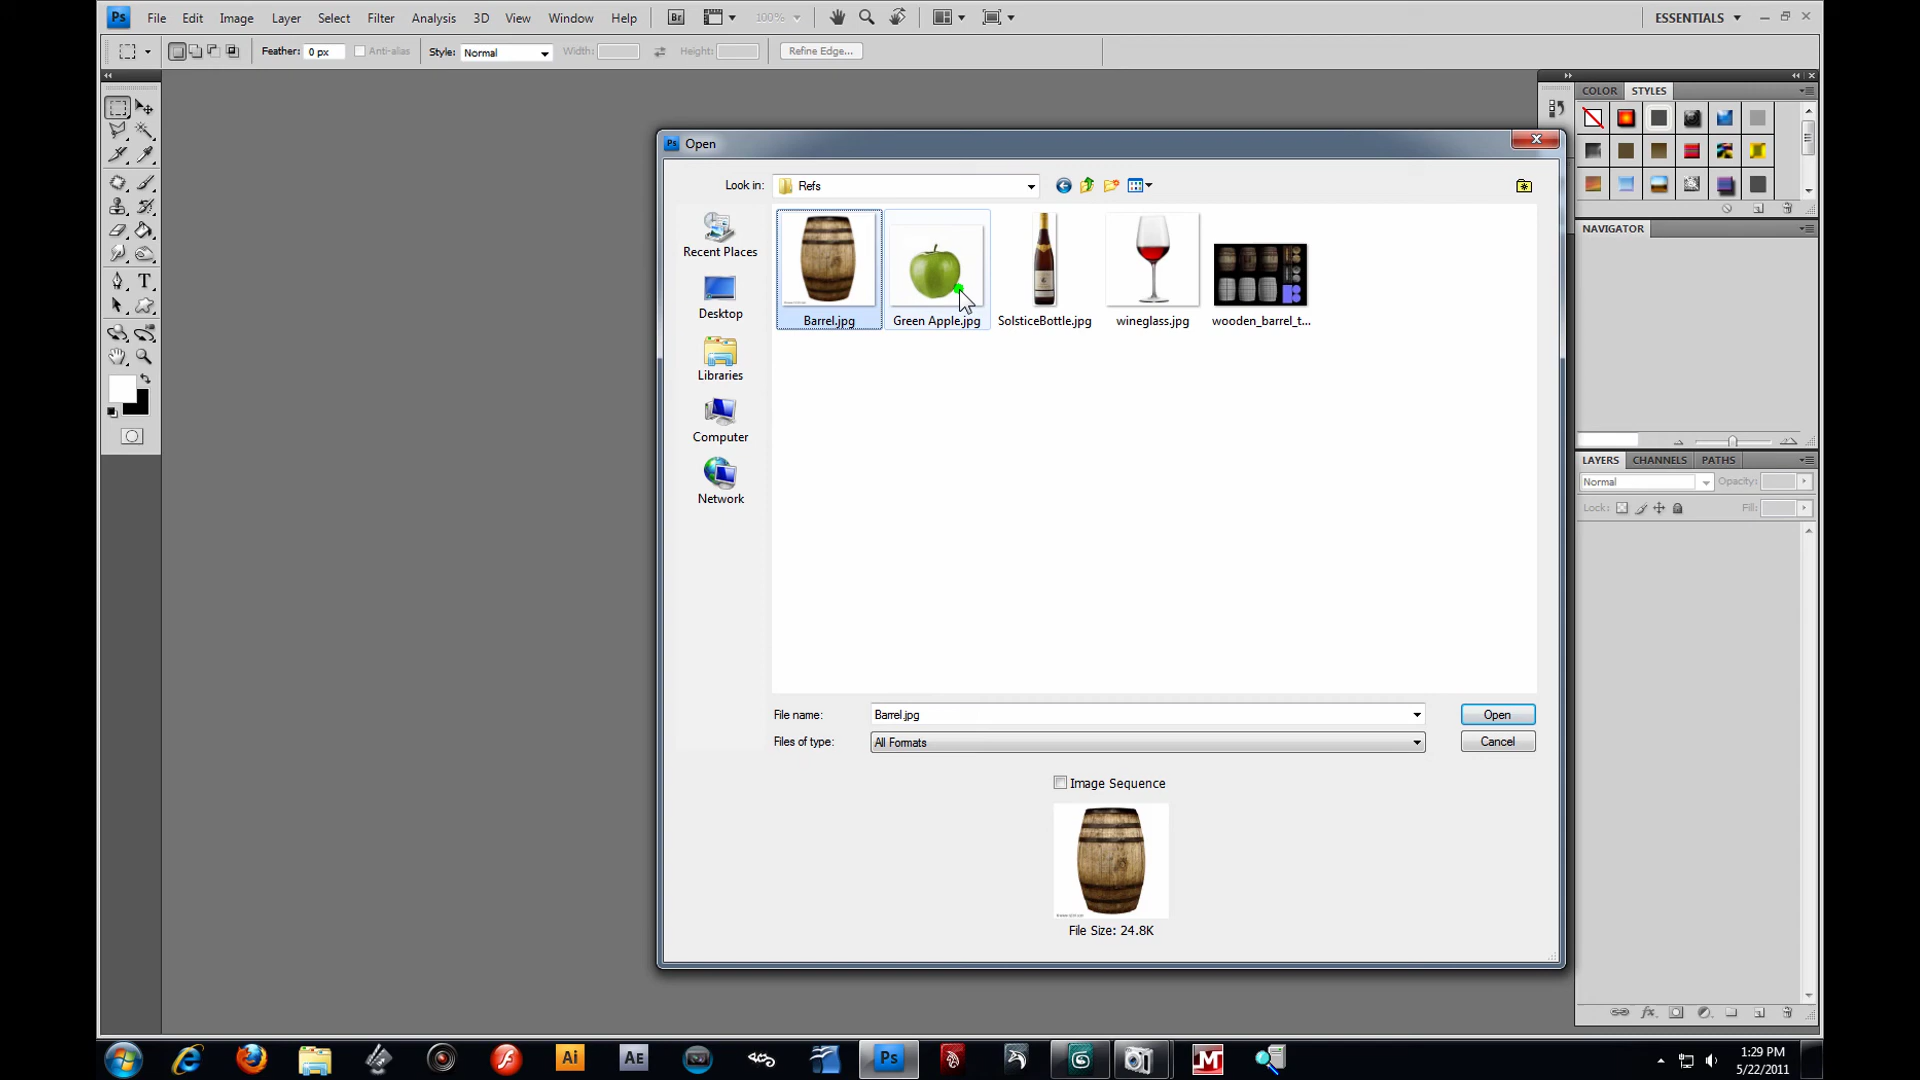 Ps File Edit Image Layer Select Filter Analysis 3D View Window Help Br 100% ESSENTIALS
Feather: 0 px Anti-alias Style: Normal Width: Height: Refine Edge...
COLOR STYLES
Ps Open
Look in: Refs
Recent Places
Desktop
Libraries
Computer
Network
Barrel.jpg Green Apple.jpg SolsticeBottle.jpg wineglass.jpg wooden_barrel_t...
NAVIGATOR
LAYERS CHANNELS PATHS
Normal Opacity:
Lock: Fill:
File name: Barrel.jpg Open
Files of type: All Formats Cancel
Image Sequence
File Size: 24.8K
Ai AE Ps M
1:29 PM
5/22/2011